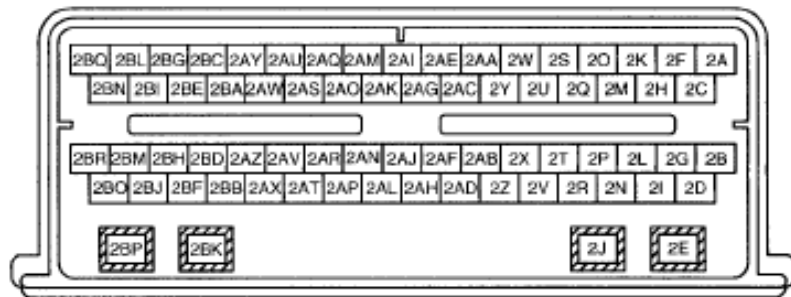 2BQ 2BL 2BG 2BC 2AY 2AU 2AQ 2AM 2AI 2AE 2AA 2W 2S 2O 2K 2F 2A
2BN 2BI 2BE 2BA 2AW 2AS 2AO 2AK 2AG 2AC 2Y 2U 2Q 2M 2H 2C
2BR 2BM 2BH 2BD 2AZ 2AV 2AR 2AN 2AJ 2AF 2AB 2X 2T 2P 2L 2G 2B
2BO 2BJ 2BF 2BB 2AX 2AT 2AP 2AL 2AH 2AD 2Z 2V 2R 2N 2I 2D
2BP 2BK 2J 2E